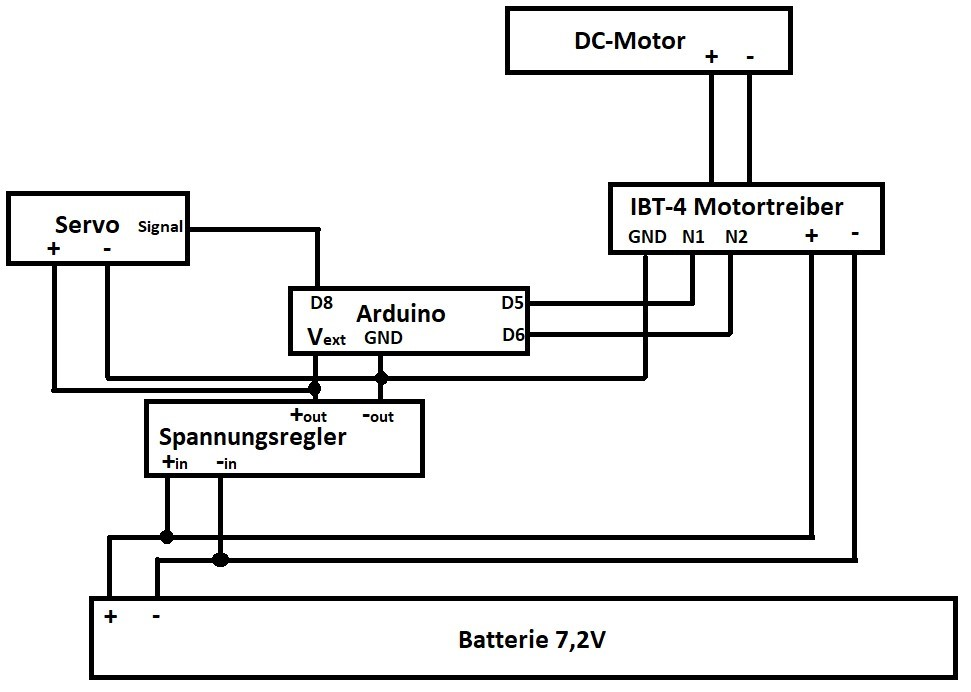 DC-Motor
+ -
IBT-4 Motortreiber
GND N1 N2 + -
Servo Signal
+ -
D8 Arduino D5
Vext GND D6
+out -out
Spannungsregler
+in -in
+ -
Batterie 7,2V